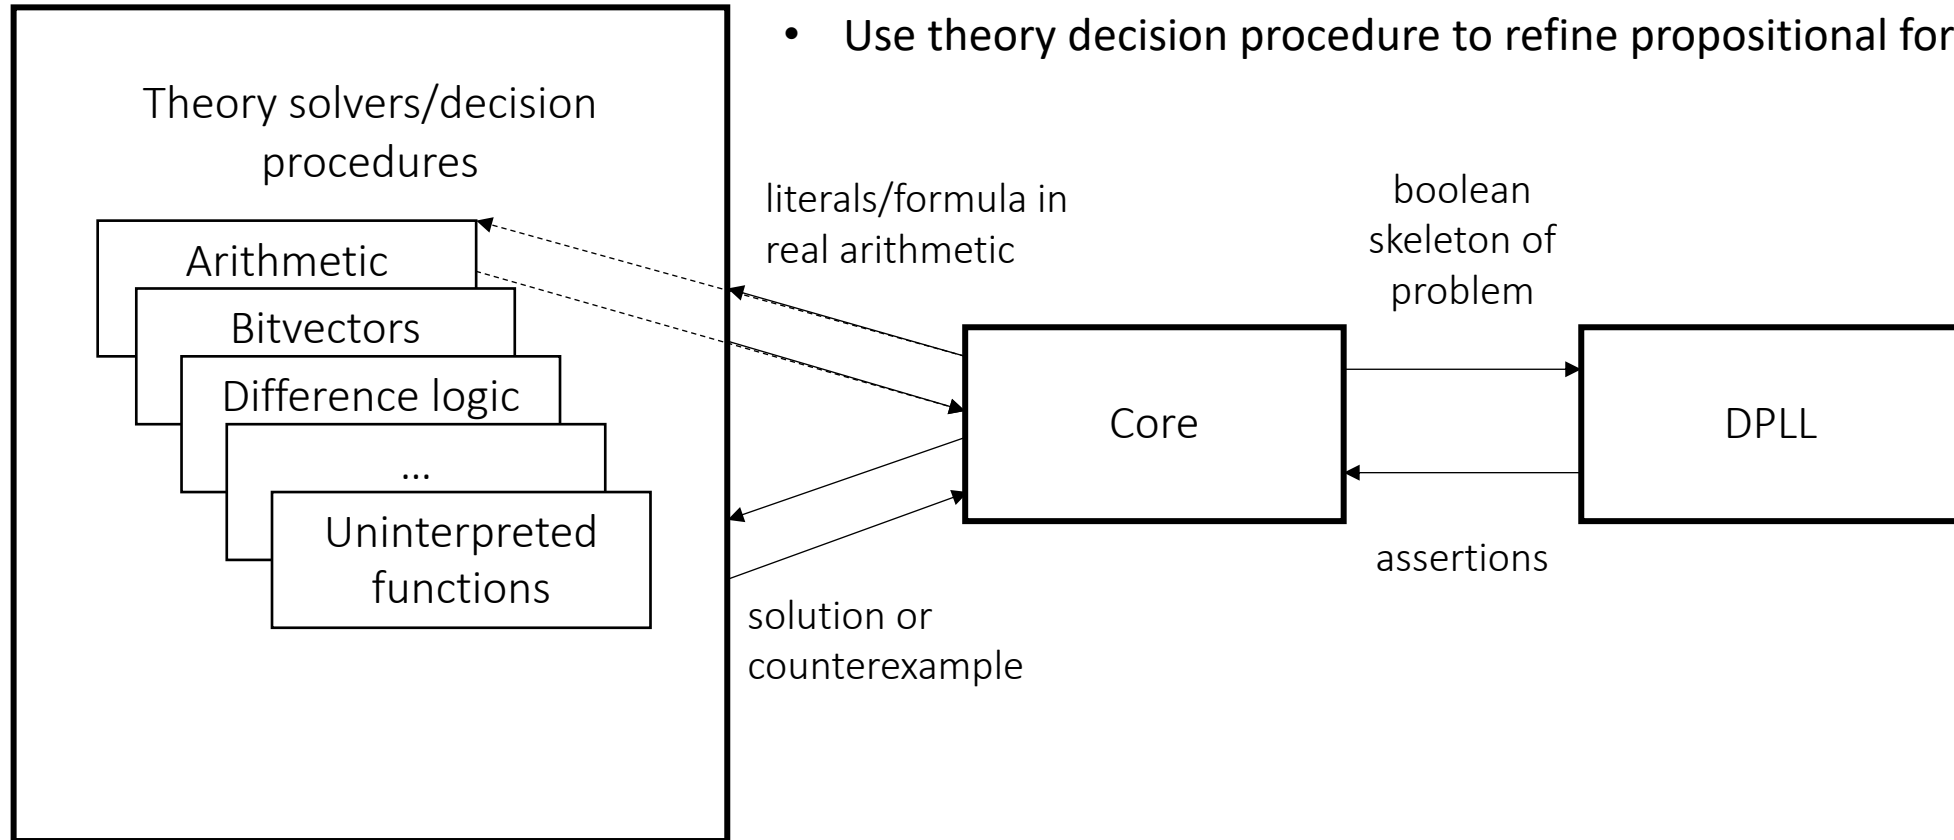 • Use theory decision procedure to refine propositional for
Theory solvers/decision
procedures
Arithmetic
Bitvectors
Difference logic
...
Uninterpreted
functions
literals/formula in
real arithmetic
solution or
counterexample
Core
boolean
skeleton of
problem
assertions
DPLL